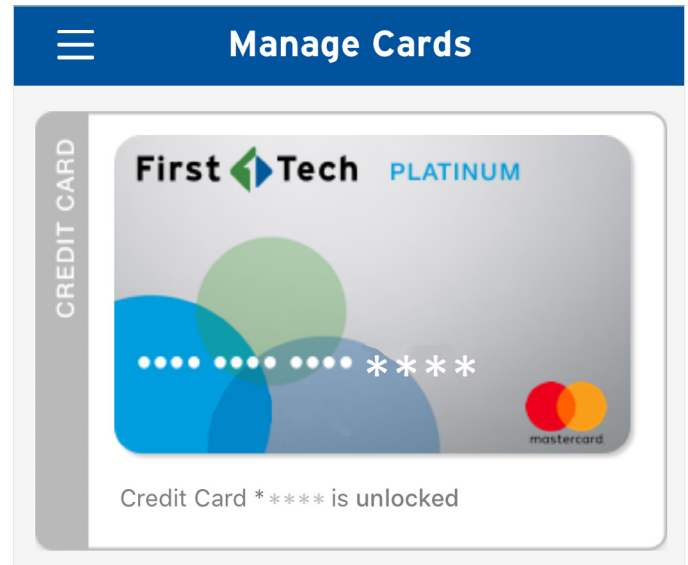 Manage Cards
CREDIT CARD
First Tech PLATINUM
•••• •••• •••• ****
mastercard
Credit Card ***** is unlocked